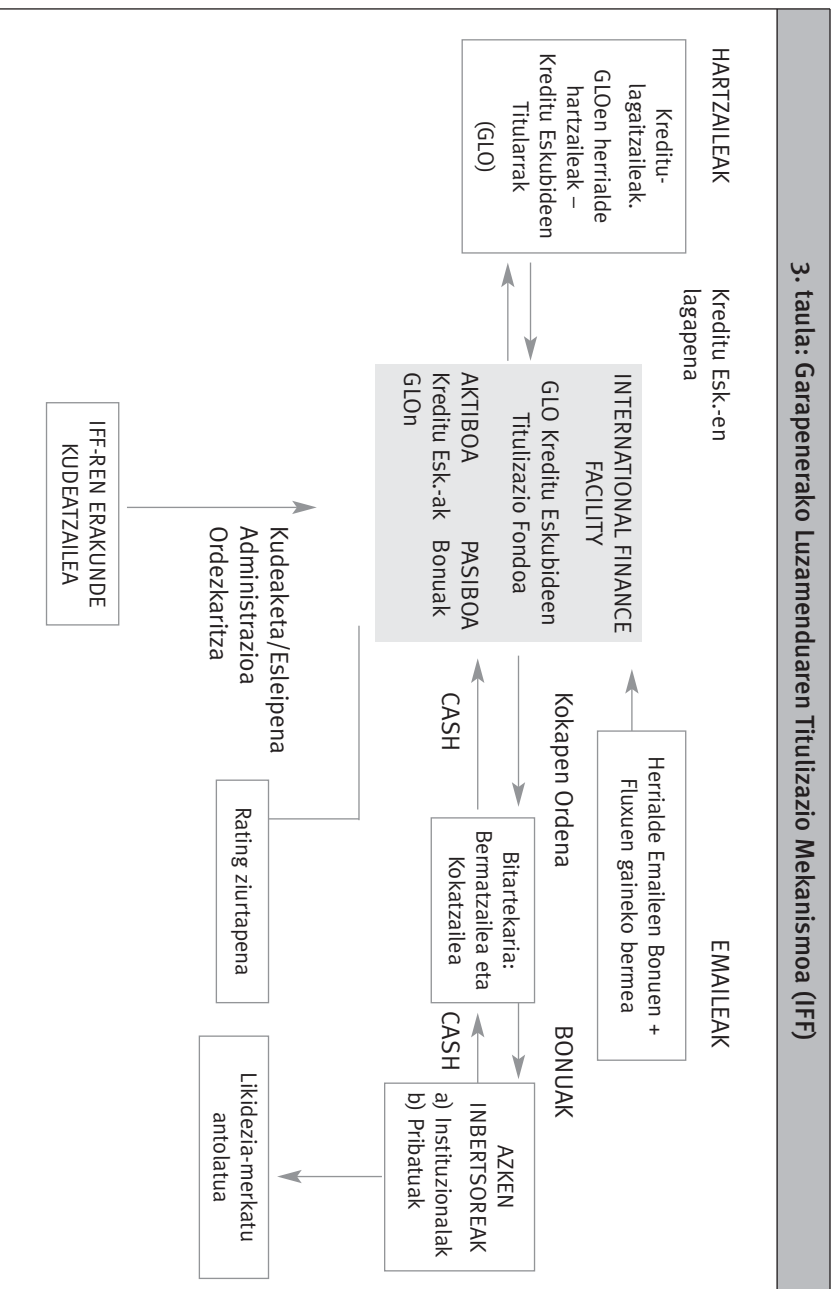 3. taula: Garapenerako Luzamenduaren Titulizazio Mekanismoa (IFF)
HARTZAILEAK
EMAILEAK
Kreditu-
lagaitzaileak.
GLOen herrialde
hartzaileak –
Kreditu Eskubideen
Titularrak
(GLO)
Kreditu Esk.-en
lagapena
INTERNATIONAL FINANCE
FACILITY
GLO Kreditu Eskubideen
Titulizazio Fondoa
AKTIBOA PASIBOA
Kreditu Esk.-ak Bonuak
GLOn
Herrialde Emaileen Bonuen +
Fluxuen gaineko bermea
Kokapen Ordena
CASH
Bitartekaria:
Bermatzailea eta
Kokatzailea
BONUAK
CASH
AZKEN
INBERTSOREAK
a) Instituzionalak
b) Pribatuak
Kudeaketa/Esleipena
Administrazioa
Ordezkaritza
IFF-REN ERAKUNDE
KUDEATZAILEA
Rating ziurtapena
Likidezia-merkatu
antolatua